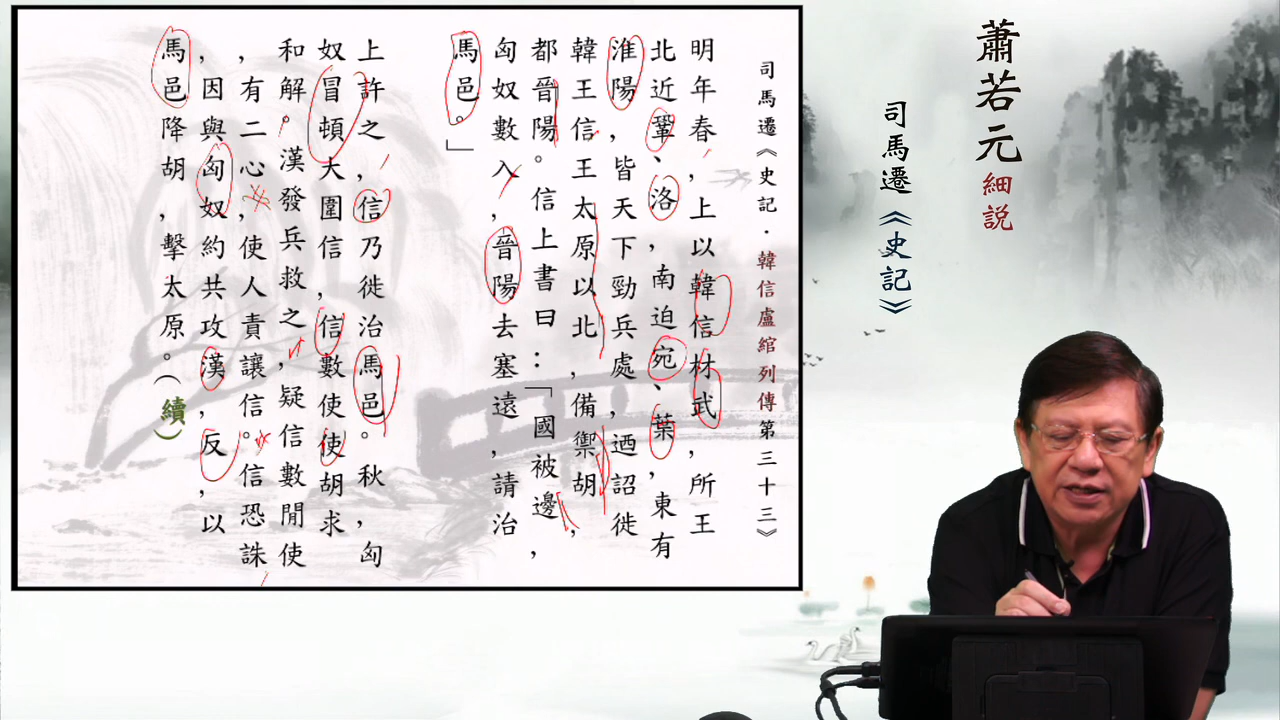 蕭若元細説
司馬遷《史記》
司馬遷《史記·韓信盧綰列傳第三十三》
明年春，上以韓信材武，所王
北近鞏、洛，南迫宛、葉，東有
淮陽，皆天下勁兵處，迺詔徙
韓王信王太原以北，備禦胡，
都晉陽。信上書曰：「國被邊，
匈奴數入，晉陽去塞遠，請治
馬邑。」
上許之，信乃徙治馬邑。秋，匈
奴冒頓大圍信，信數使使胡求
和解。漢發兵救之，疑信數閒使
，有二心，使人責讓信。信恐誅
，因與匈奴約共攻漢，反，以
馬邑降胡，擊太原。（續）